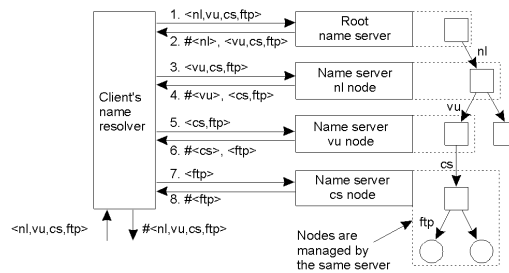 1. <nl,vu,cs,ftp>
2. #<nl>, <vu,cs,ftp>
3. <vu,cs,ftp>
4. #<vu>, <cs,ftp>
5. <cs,ftp>
6. #<cs>, <ftp>
7. <ftp>
8. #<ftp>
Client's
name
resolver
<nl,vu,cs,ftp>
#<nl,vu,cs,ftp>
Root
name server
Name server
nl node
Name server
vu node
Name server
cs node
nl
vu
cs
ftp
Nodes are
managed by
the same server